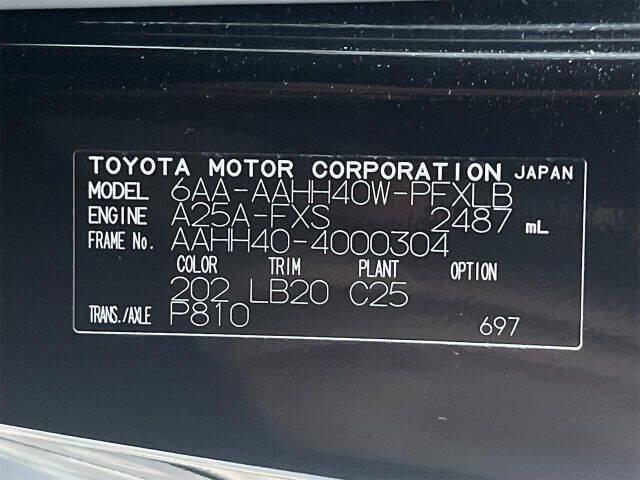 TOYOTA MOTOR CORPORATION JAPAN
MODEL 6AA-AAHH40W-PFXLB
ENGINE A25A-FXS 2487 mL
FRAME No. AAHH40-4000304
COLOR TRIM PLANT OPTION
202 LB20 C25
TRANS./AXLE P810 697